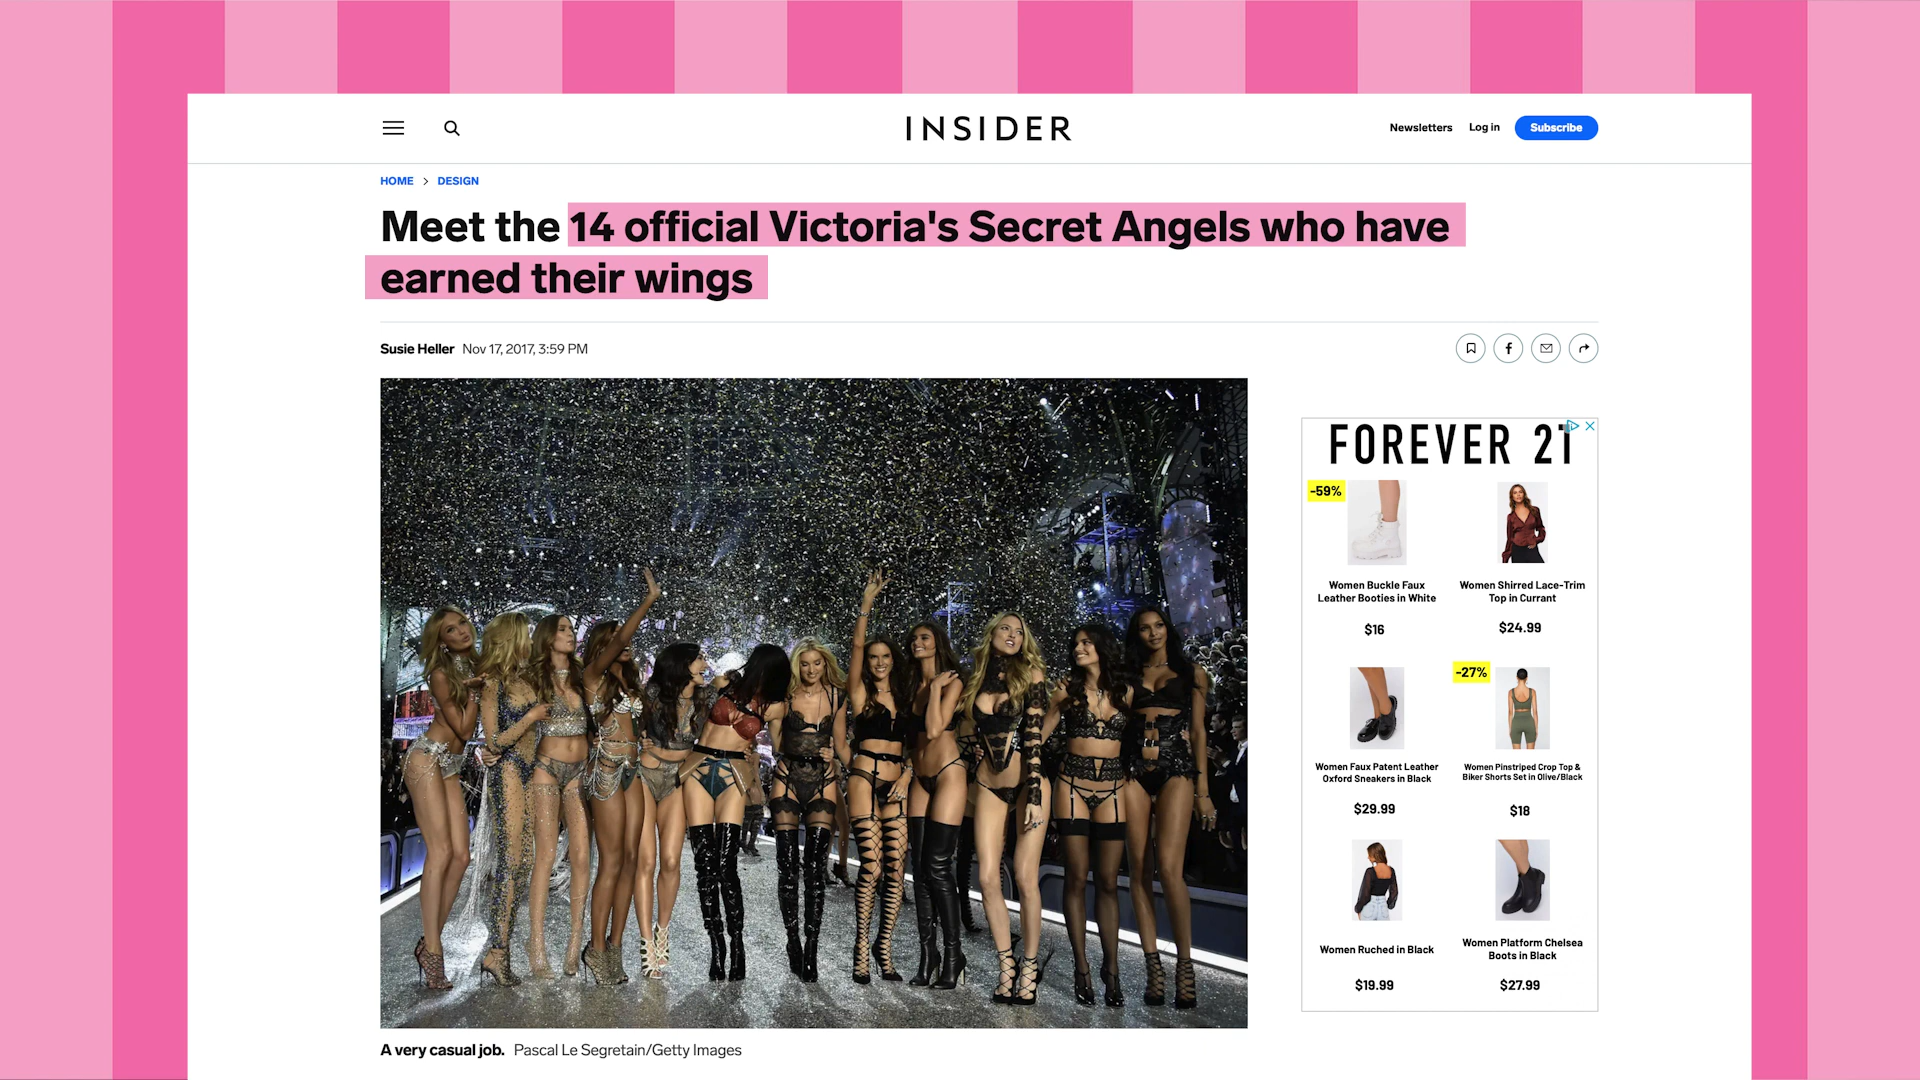 INSIDER
Newsletters Log in Subscribe
HOME > DESIGN
Meet the 14 official Victoria's Secret Angels who have
earned their wings
Susie Heller Nov 17, 2017, 3:59 PM
A very casual job. Pascal Le Segretain/Getty Images
FOREVER 21
-59%
Women Buckle Faux
Leather Booties in White
$16
Women Shirred Lace-Trim
Top in Currant
$24.99
Women Faux Patent Leather
Oxford Sneakers in Black
$29.99
-27%
Women Pinstriped Crop Top &
Biker Shorts Set in Olive/Black
$18
Women Ruched in Black
$19.99
Women Platform Chelsea
Boots in Black
$27.99